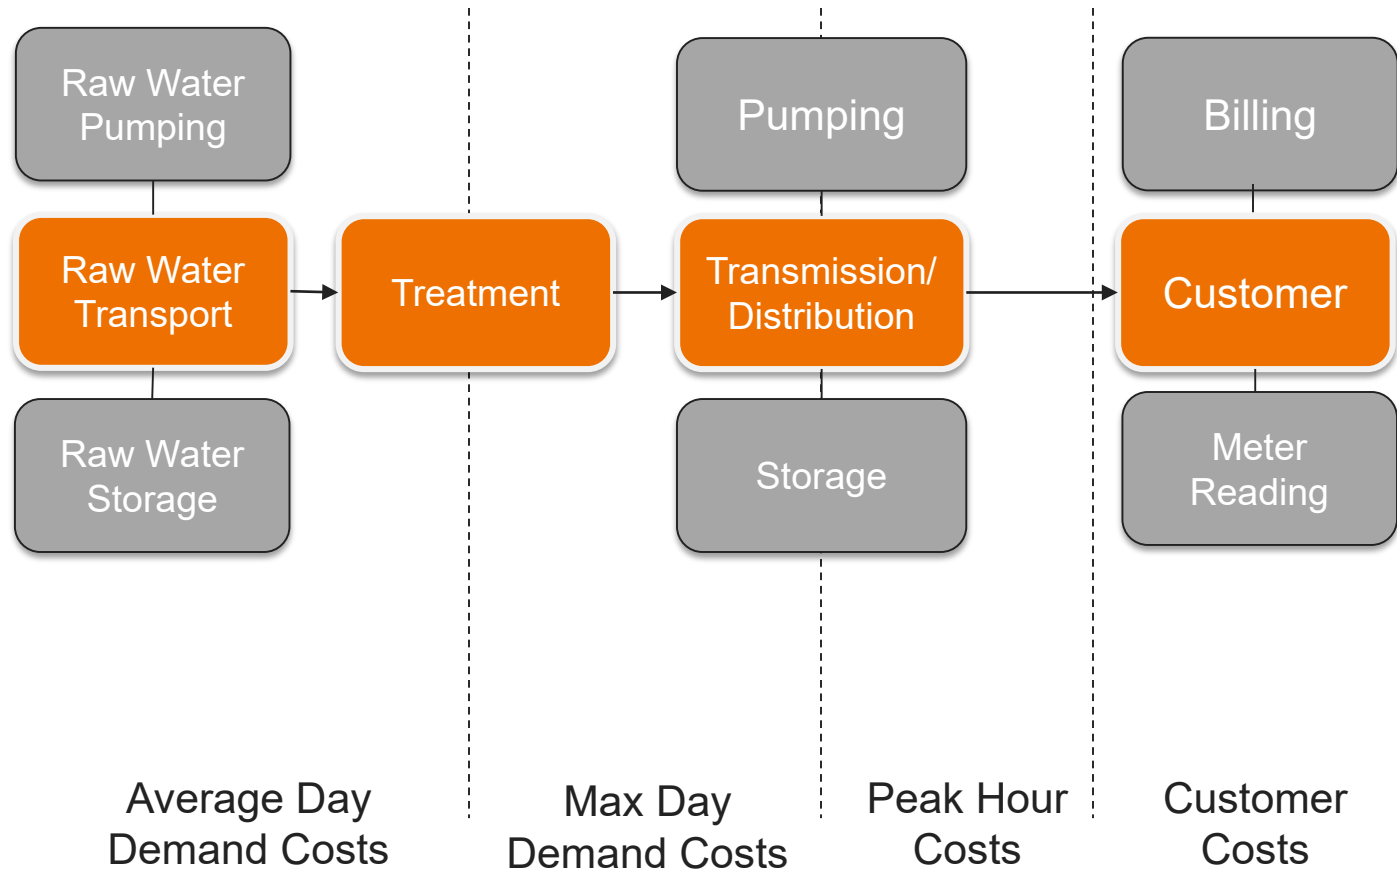 Raw Water
Pumping
Pumping
Billing
Raw Water
Transport
Treatment
Transmission/
Distribution
Customer
Raw Water
Storage
Storage
Meter
Reading
Average Day
Demand Costs
Max Day
Demand Costs
Peak Hour
Costs
Customer
Costs